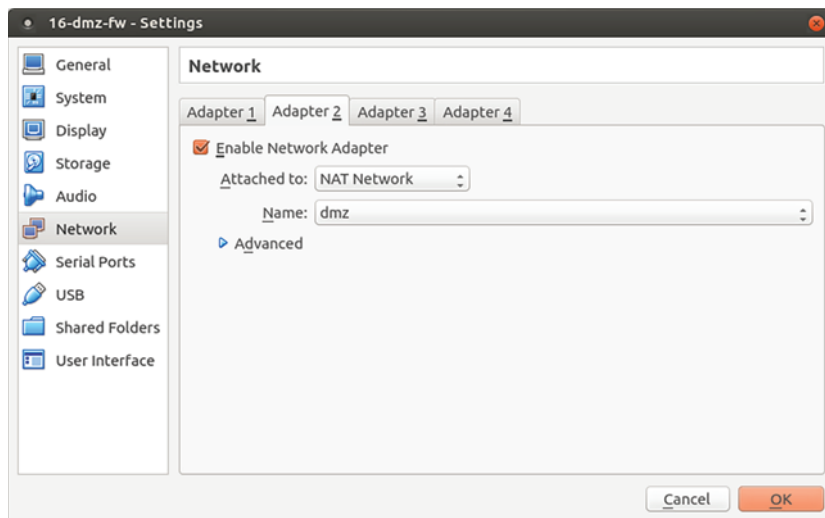 16-dmz-fw - Settings
General
System
Display
Storage
Audio
Network
Serial Ports
USB
Shared Folders
User Interface
Network
Adapter 1 Adapter 2 Adapter 3 Adapter 4
Enable Network Adapter
Attached to: NAT Network
Name: dmz
Advanced
Cancel OK